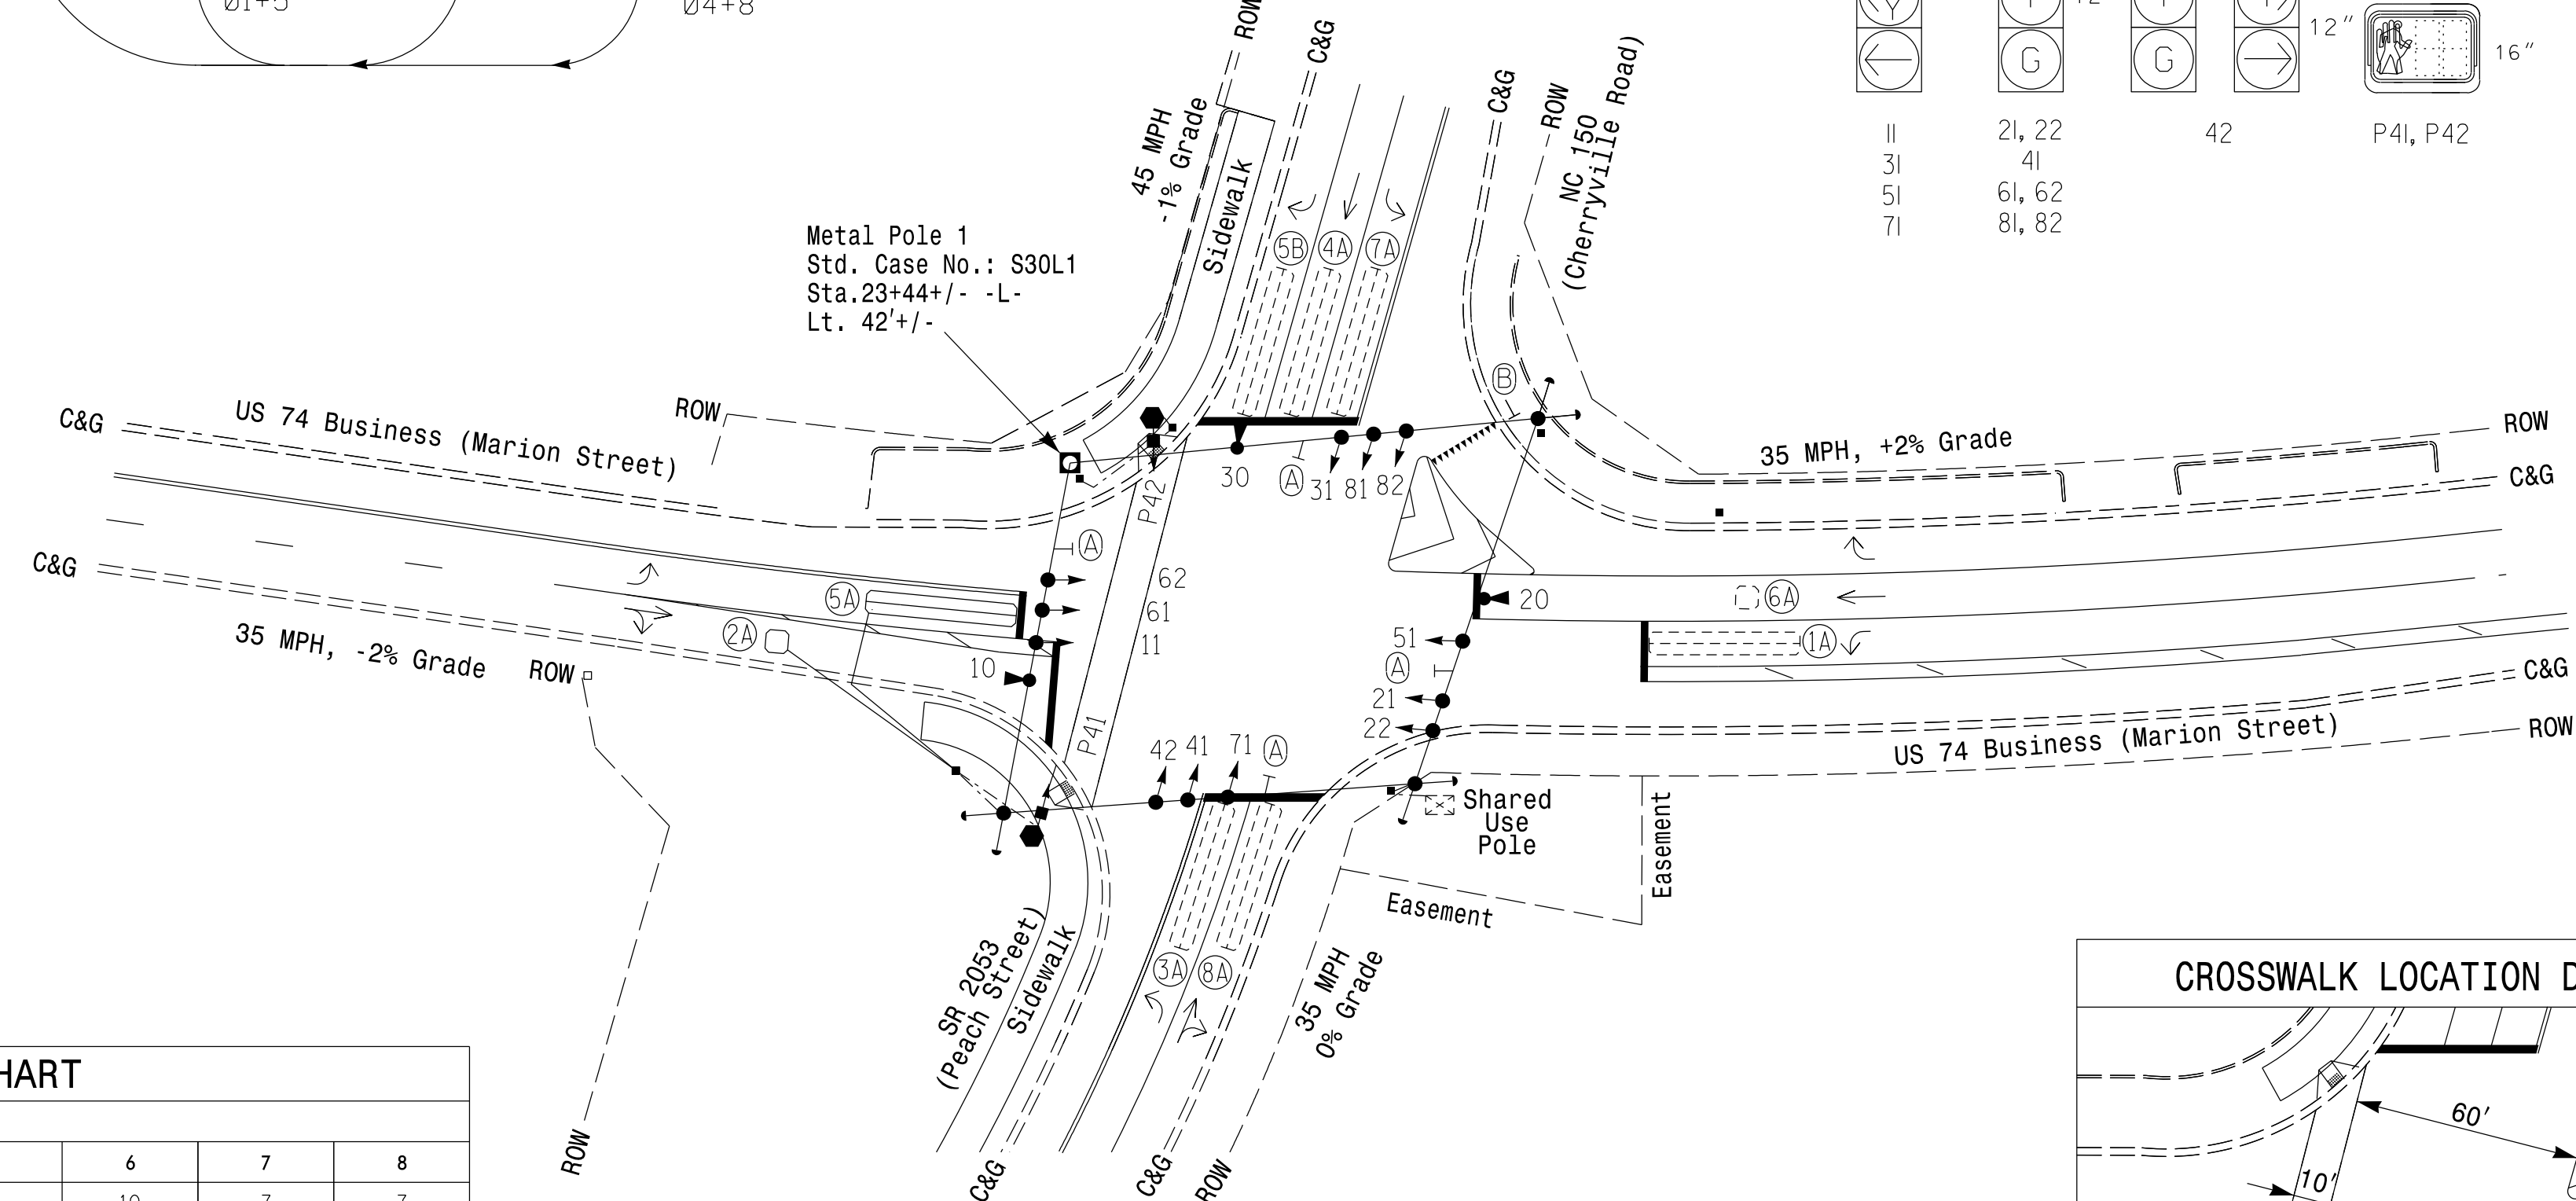 Ø4+8
12"
16"
11
31
51
71
21, 22
41
61, 62
81, 82
42
P41, P42
Y
G
G
ROW
C&G
C&G
ROW
NC 150
(Cherryville Road)
45 MPH
-1% Grade
Sidewalk
Metal Pole 1
Std. Case No.: S30L1
Sta.23+44+/- -L-
Lt. 42'+/-
5B
4A
7A
B
C&G
US 74 Business (Marion Street)
ROW
35 MPH, +2% Grade
ROW
C&G
30
A
31
81
82
P42
A
62
61
11
10
C&G
5A
2A
35 MPH, -2% Grade
ROW
20
6A
51
A
1A
21
22
C&G
US 74 Business (Marion Street)
ROW
P41
42
41
71
A
Shared
Use
Pole
Easement
Easement
SR 2053
(Peach Street)
Sidewalk
3A
8A
35 MPH
0% Grade
ROW
C&G
C&G
ROW
HART
6
7
8
CROSSWALK LOCATION D
60'
10'